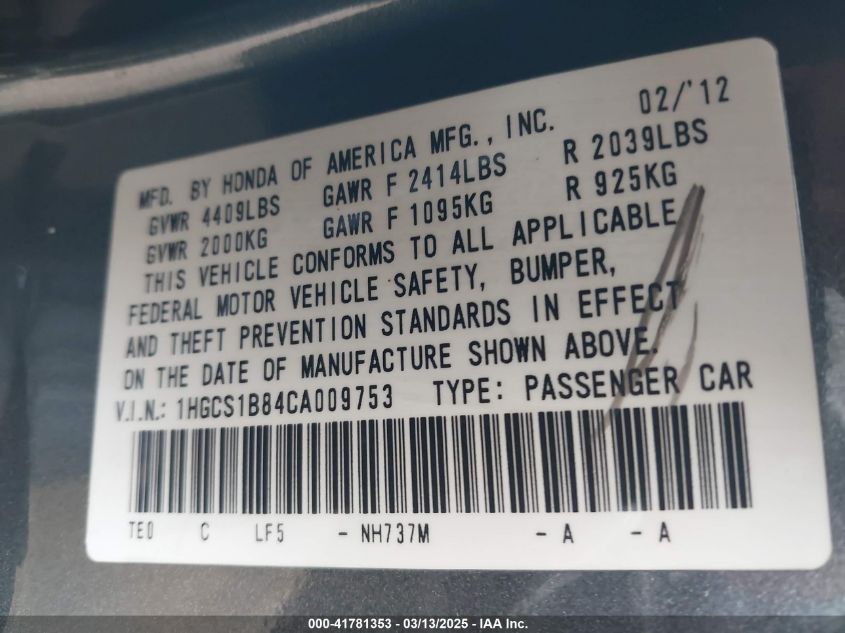 02/'12
MFD. BY HONDA OF AMERICA MFG., INC.
GVWR 4409LBS GAWR F 2414LBS R 2039LBS
GVWR 2000KG GAWR F 1095KG R 925KG
THIS VEHICLE CONFORMS TO ALL APPLICABLE
FEDERAL MOTOR VEHICLE SAFETY, BUMPER,
AND THEFT PREVENTION STANDARDS IN EFFECT
ON THE DATE OF MANUFACTURE SHOWN ABOVE.
V.I.N.: 1HGCS1B84CA009753 TYPE: PASSENGER CAR
TE0 C LF5 - NH737M - A - A
000-41781353 — 03/13/2025 — IAA Inc.